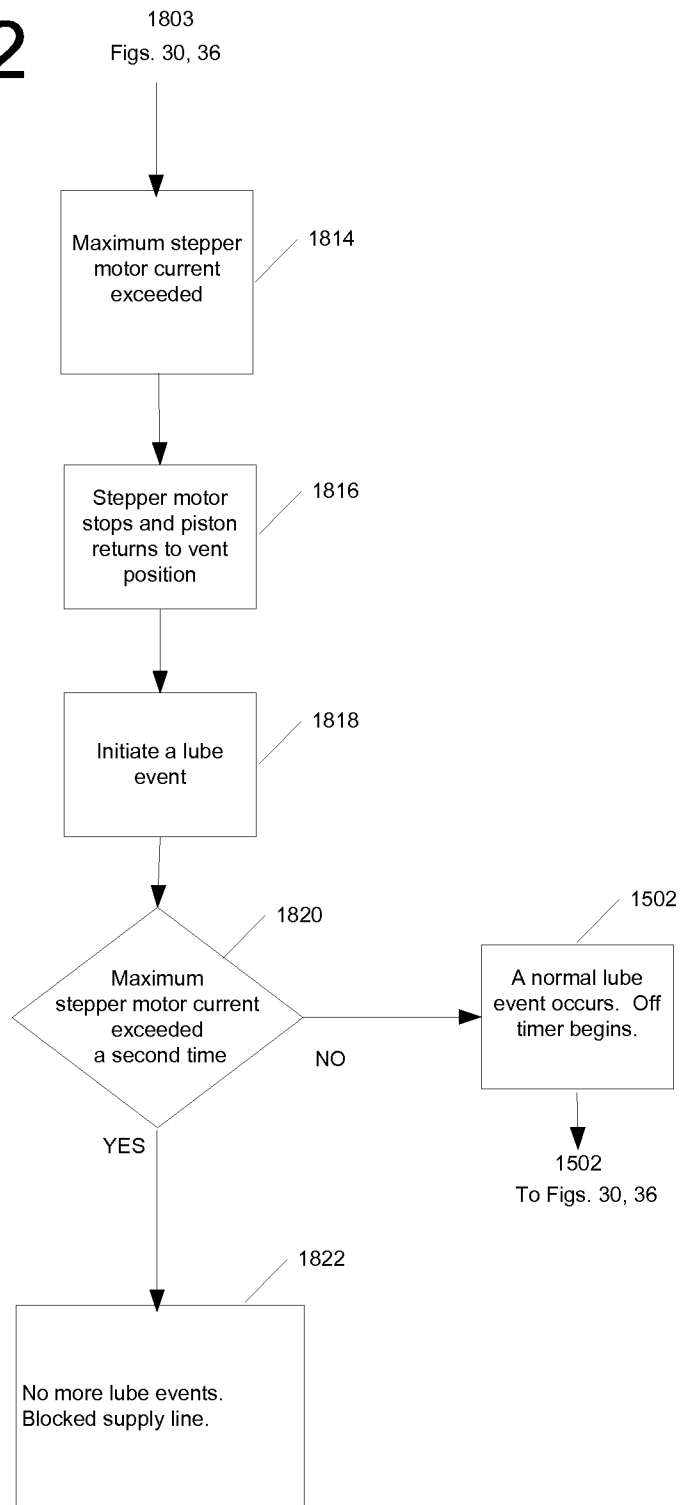 2
1803
Figs. 30, 36
Maximum stepper
motor current
exceeded
1814
Stepper motor
stops and piston
returns to vent
position
1816
Initiate a lube
event
1818
Maximum
stepper motor current
exceeded
a second time
1820
NO
YES
1502
A normal lube
event occurs.  Off
timer begins.
1502
To Figs. 30, 36
1822
No more lube events.
Blocked supply line.